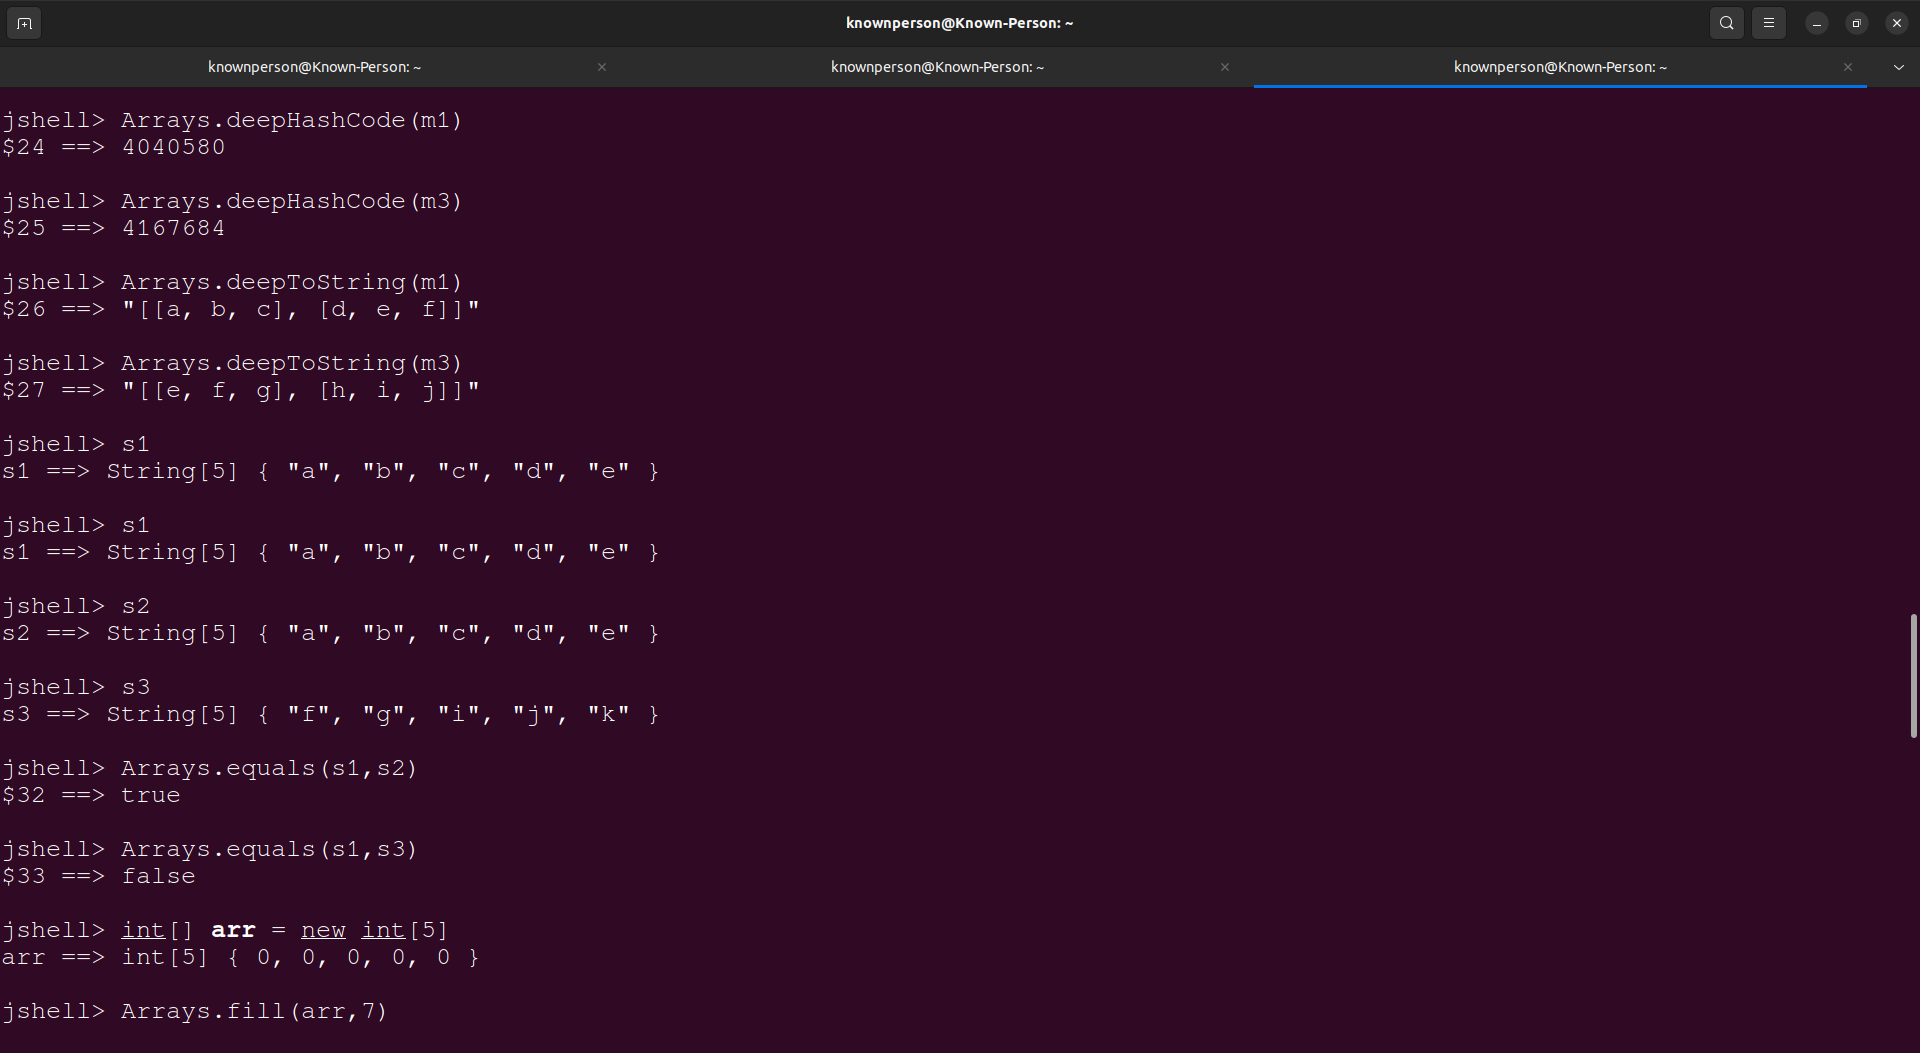 knownperson@Known-Person: ~
knownperson@Known-Person: ~
knownperson@Known-Person: ~
knownperson@Known-Person: ~
jshell> Arrays.deepHashCode(m1)
$24 ==> 4040580
jshell> Arrays.deepHashCode(m3)
$25 ==> 4167684
jshell> Arrays.deepToString(m1)
$26 ==> "[[a, b, c], [d, e, f]]"
jshell> Arrays.deepToString(m3)
$27 ==> "[[e, f, g], [h, i, j]]"
jshell> s1
s1 ==> String[5] { "a", "b", "c", "d", "e" }
jshell> s1
s1 ==> String[5] { "a", "b", "c", "d", "e" }
jshell> s2
s2 ==> String[5] { "a", "b", "c", "d", "e" }
jshell> s3
s3 ==> String[5] { "f", "g", "i", "j", "k" }
jshell> Arrays.equals(s1,s2)
$32 ==> true
jshell> Arrays.equals(s1,s3)
$33 ==> false
jshell> int[] arr = new int[5]
arr ==> int[5] { 0, 0, 0, 0, 0 }
jshell> Arrays.fill(arr,7)